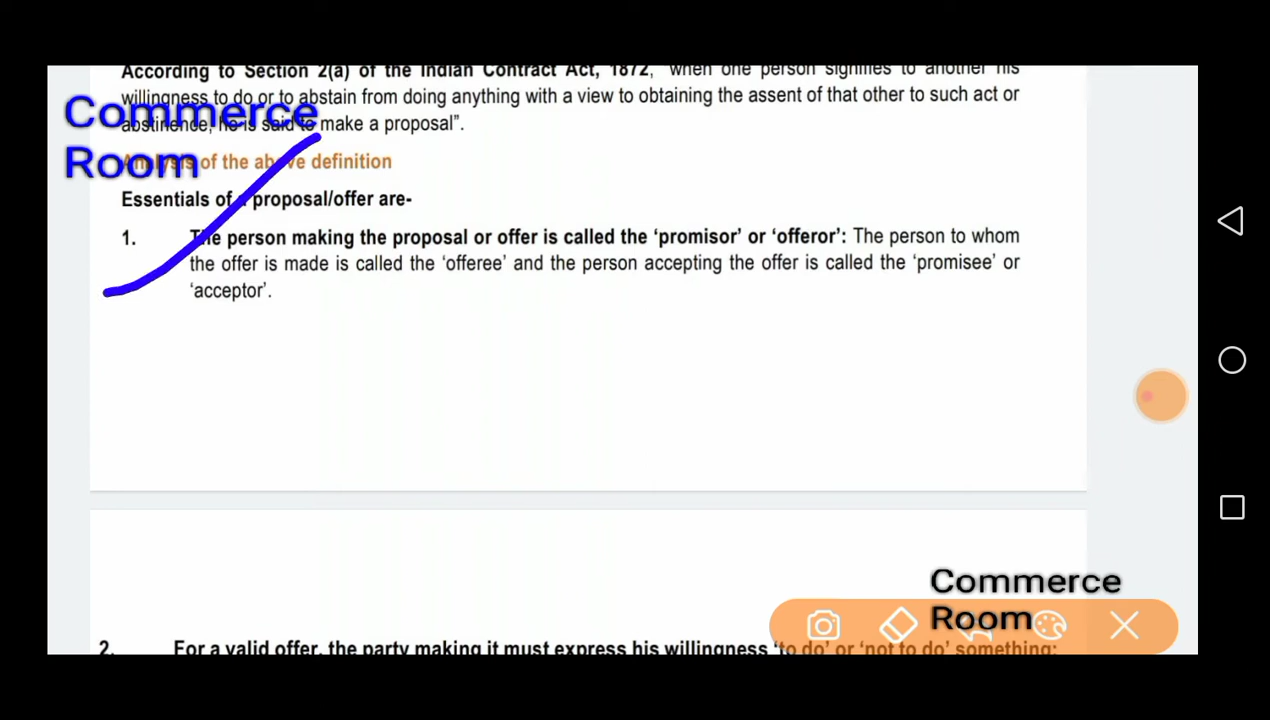 According to Section 2(a) of the Indian Contract Act, 1872, “when one person signifies to another his
willingness to do or to abstain from doing anything with a view to obtaining the assent of that other to such act or
abstinence, he is said to make a proposal”.
Commerce
Room
Analysis of the above definition
Essentials of a proposal/offer are-
1. The person making the proposal or offer is called the ‘promisor’ or ‘offeror’: The person to whom
the offer is made is called the ‘offeree’ and the person accepting the offer is called the ‘promisee’ or
‘acceptor’.
Commerce
Room
2. For a valid offer, the party making it must express his willingness ‘to do’ or ‘not to do’ something: